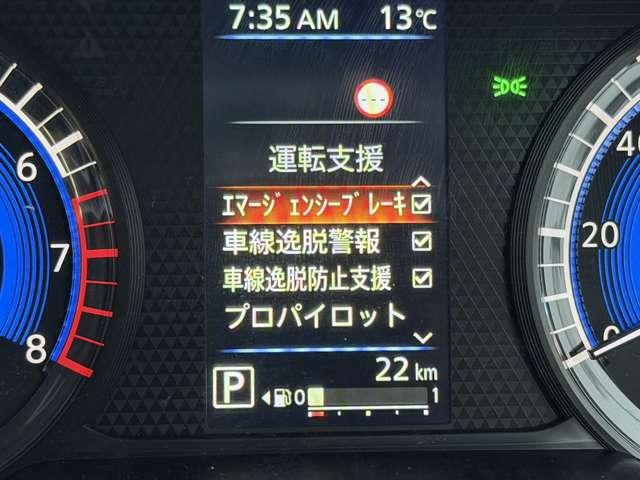 7:35 AM 13℃
運転支援
ｴﾏｰｼﾞｪﾝｼｰﾌﾞﾚｰｷ
車線逸脱警報
車線逸脱防止支援
プロパイロット
22 km
P 0 1
6
7
8
40
20
0